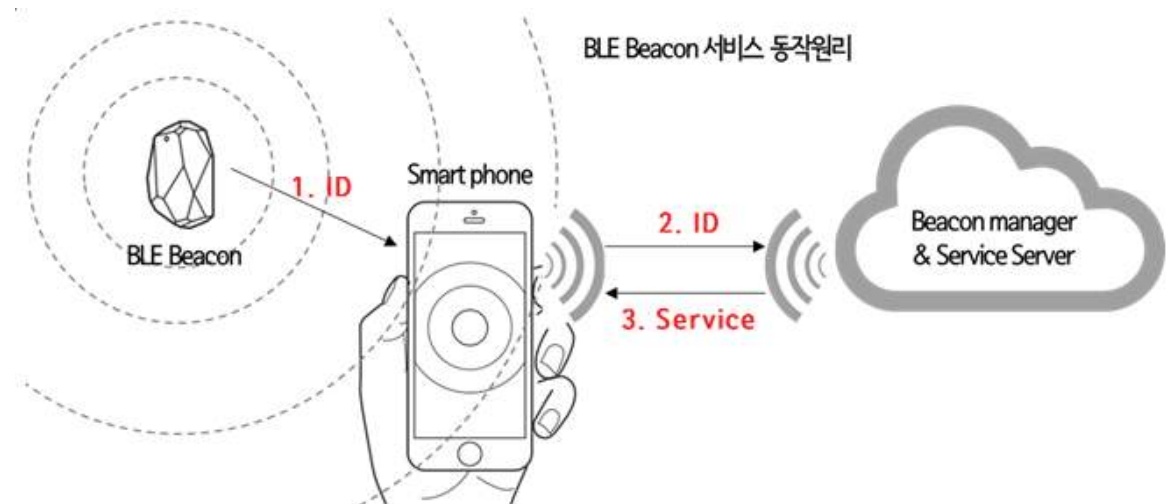 BLE Beacon 서비스 동작원리
BLE Beacon
1. ID
Smart phone
2. ID
3. Service
Beacon manager
& Service Server